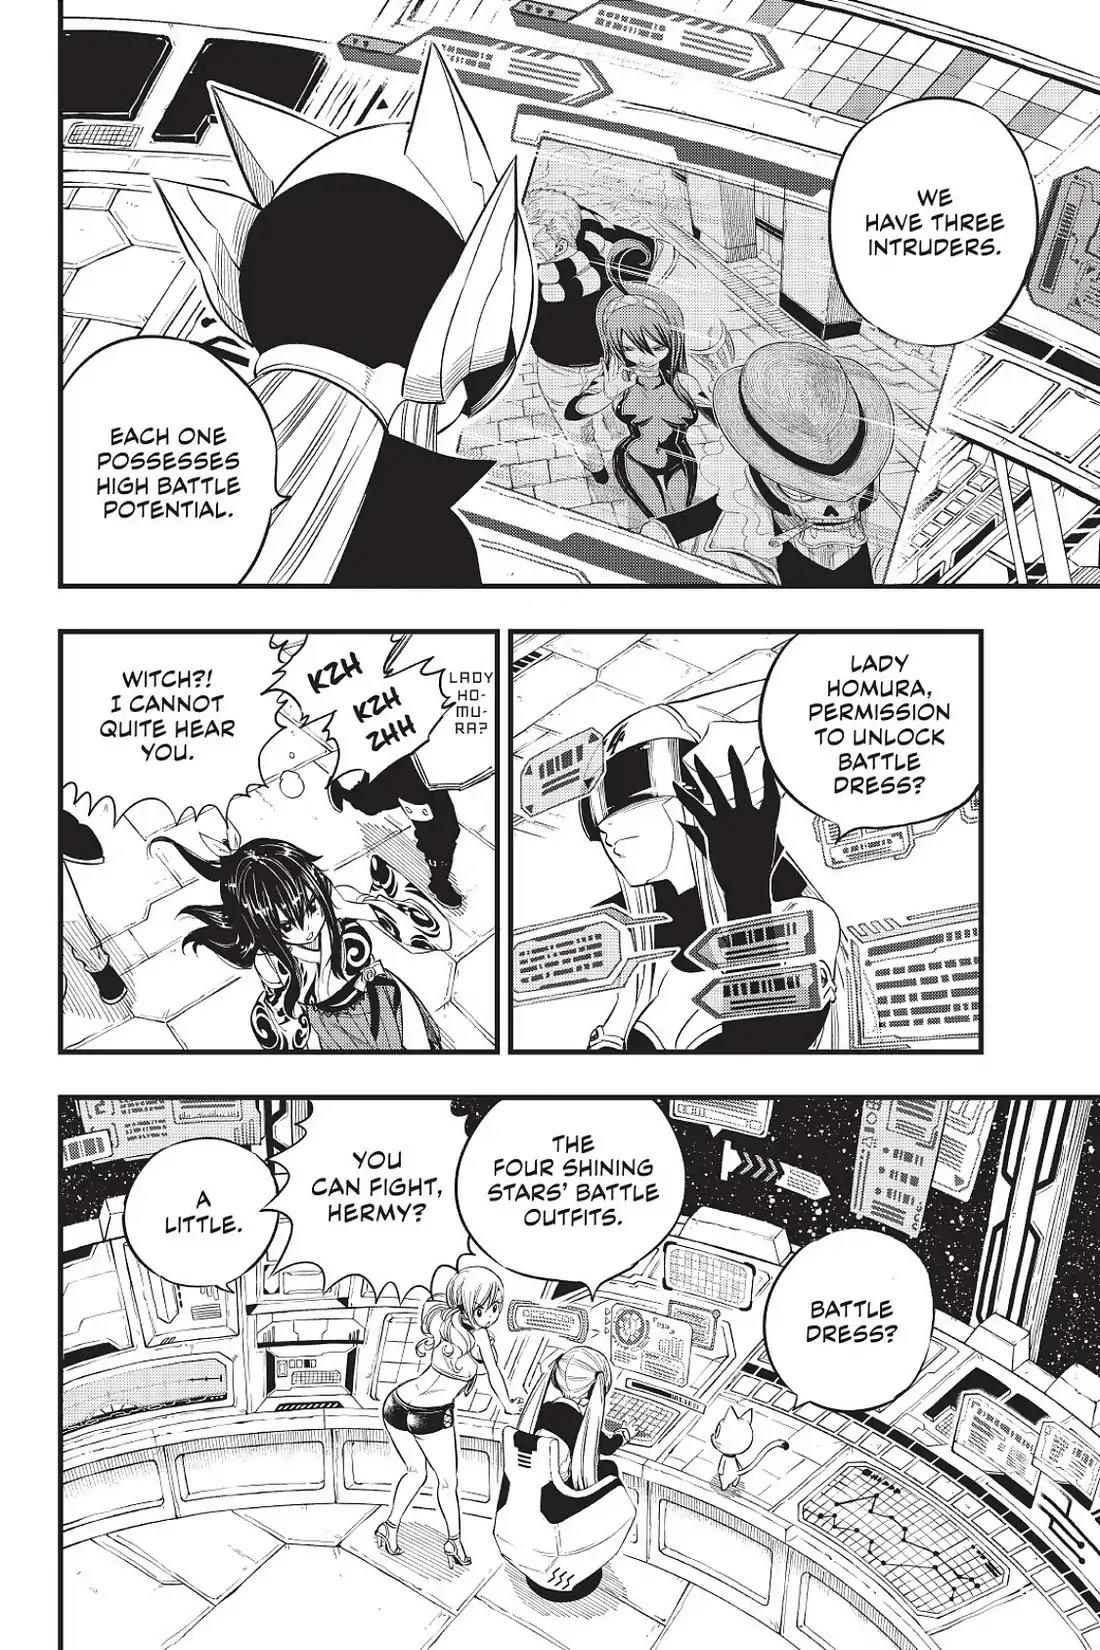 WE
HAVE THREE
INTRUDERS.
EACH ONE
POSSESSES
HIGH BATTLE
POTENTIAL.
LADY
HOMURA,
PERMISSION
TO UNLOCK
BATTLE
DRESS?
LADY
HO-
MU-
RA?
KZH
KZH
ZHH
WITCH?!
I CANNOT
QUITE HEAR
YOU.
BATTLE
DRESS?
THE
FOUR SHINING
STARS' BATTLE
OUTFITS.
YOU
CAN FIGHT,
HERMY?
A
LITTLE.